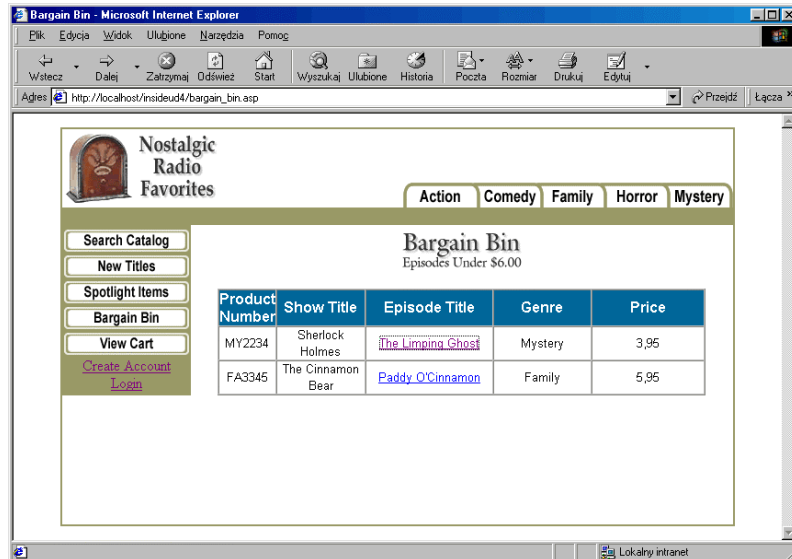 Bargain Bin - Microsoft Internet Explorer
Plik Edycja Widok Ulubione Narzędzia Pomoc
Wstecz Dalej Zatrzymaj Odśwież Start Wyszukaj Ulubione Historia Poczta Rozmiar Drukuj Edytuj
Adres http://localhost/insideud4/bargain_bin.asp Przejdź Łącza »
Nostalgic
Radio
Favorites
Action Comedy Family Horror Mystery
Search Catalog
New Titles
Spotlight Items
Bargain Bin
View Cart
Create Account
Login
Bargain Bin
Episodes Under $6.00
Product Number Show Title Episode Title Genre Price
MY2234 Sherlock Holmes The Limping Ghost Mystery 3,95
FA3345 The Cinnamon Bear Paddy O'Cinnamon Family 5,95
Lokalny intranet